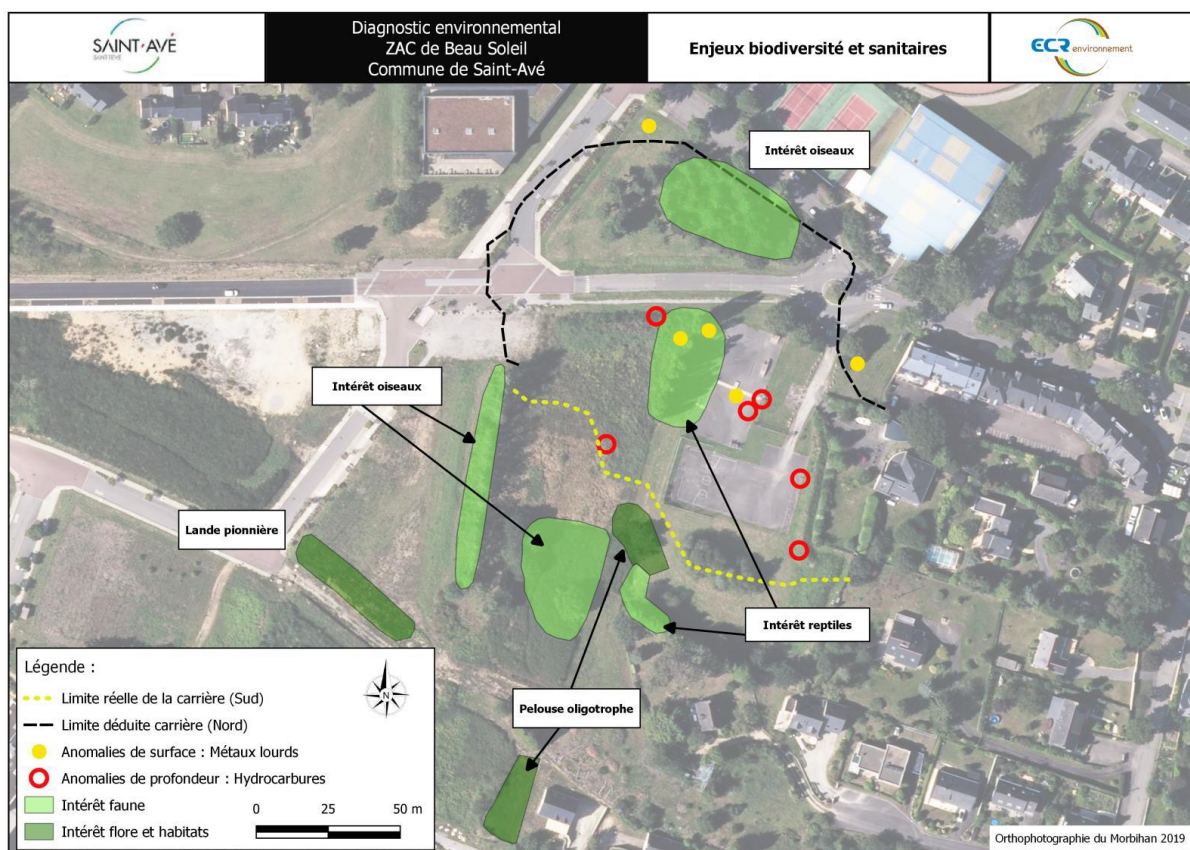 SAINT·AVÉ
SAINT-TEVE
Diagnostic environnemental
ZAC de Beau Soleil
Commune de Saint-Avé
Enjeux biodiversité et sanitaires
ECR environnement
Intérêt oiseaux
Intérêt oiseaux
Lande pionnière
Intérêt reptiles
Pelouse oligotrophe
Légende :
Limite réelle de la carrière (Sud)
Limite déduite carrière (Nord)
Anomalies de surface : Métaux lourds
Anomalies de profondeur : Hydrocarbures
Intérêt faune
Intérêt flore et habitats
N
0 25 50 m
Orthophotographie du Morbihan 2019